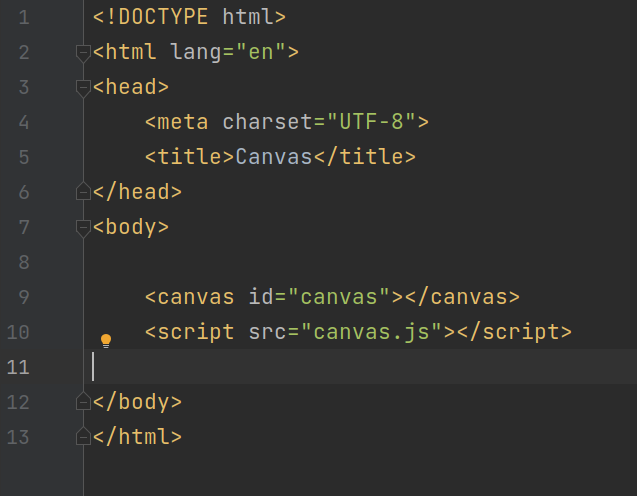 1 <!DOCTYPE html>
2 <html lang="en">
3 <head>
4     <meta charset="UTF-8">
5     <title>Canvas</title>
6 </head>
7 <body>
8
9     <canvas id="canvas"></canvas>
10     <script src="canvas.js"></script>
11
12 </body>
13 </html>